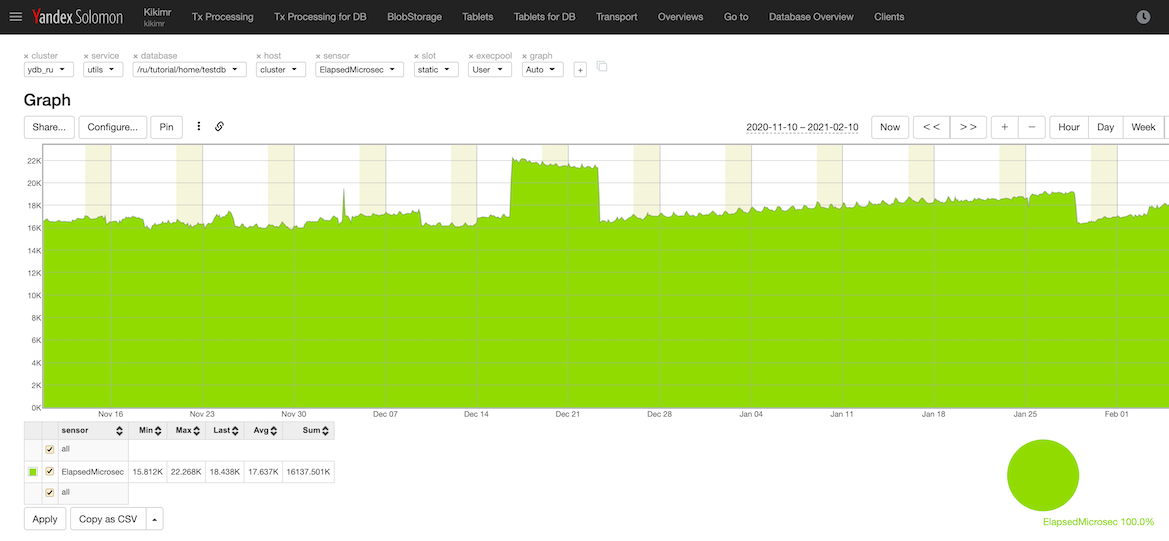 Yandex Solomon Kikimr Tx Processing Tx Processing for DB BlobStorage Tablets Tablets for DB Transport Overviews Go to Database Overview Clients
kikimr
× cluster × service × database × host × sensor × slot × execpool × graph
ydb_ru utils /ru/tutorial/home/testdb cluster ElapsedMicrosec static User Auto +
Graph
Share... Configure... Pin 2020-11-10 – 2021-02-10 Now < < > > + − Hour Day Week
22K
20K
18K
16K
14K
12K
10K
8K
6K
4K
2K
0K
Nov 16 Nov 23 Nov 30 Dec 07 Dec 14 Dec 21 Dec 28 Jan 04 Jan 11 Jan 18 Jan 25 Feb 01
sensor Min Max Last Avg Sum
all
ElapsedMicrosec 15.812K 22.268K 18.438K 17.637K 16137.501K
all
Apply Copy as CSV
ElapsedMicrosec 100.0%